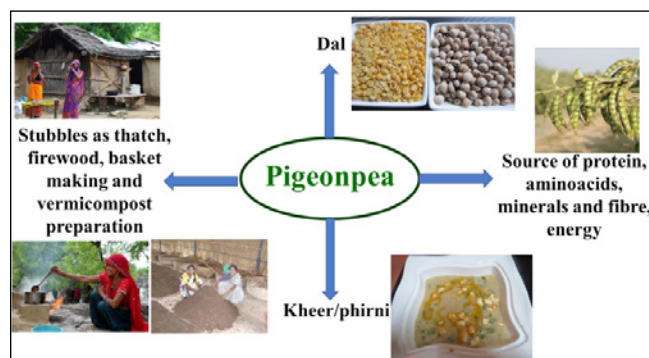 Dal
Stubbles as thatch,
firewood, basket
making and
vermicompost
preparation
Pigeonpea
Source of protein,
aminoacids,
minerals and fibre,
energy
Kheer/phirni